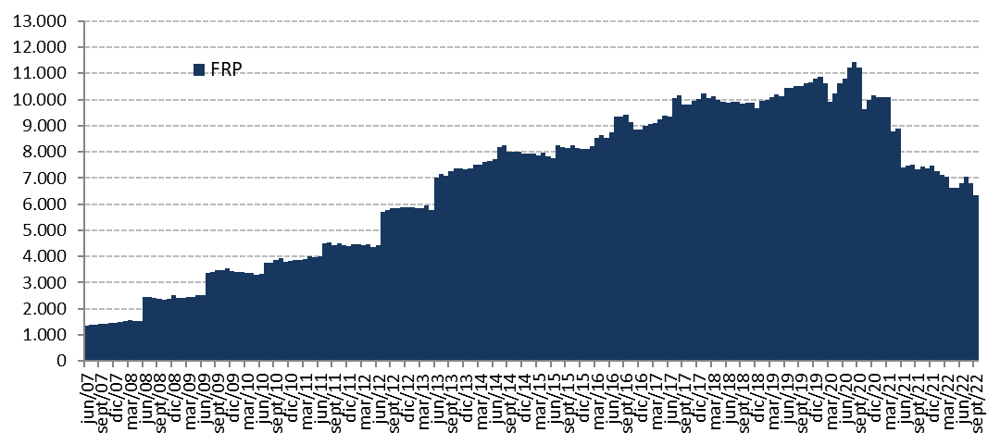 13.000
12.000
11.000
10.000
9.000
8.000
7.000
6.000
5.000
4.000
3.000
2.000
1.000
0
FRP
jun/07
sept/07
dic/07
mar/08
jun/08
sept/08
dic/08
mar/09
jun/09
sept/09
dic/09
mar/10
jun/10
sept/10
dic/10
mar/11
jun/11
sept/11
dic/11
mar/12
jun/12
sept/12
dic/12
mar/13
jun/13
sept/13
dic/13
mar/14
jun/14
sept/14
dic/14
mar/15
jun/15
sept/15
dic/15
mar/16
jun/16
sept/16
dic/16
mar/17
jun/17
sept/17
dic/17
mar/18
jun/18
sept/18
dic/18
mar/19
jun/19
sept/19
dic/19
mar/20
jun/20
sept/20
dic/20
mar/21
jun/21
sept/21
dic/21
mar/22
jun/22
sept/22